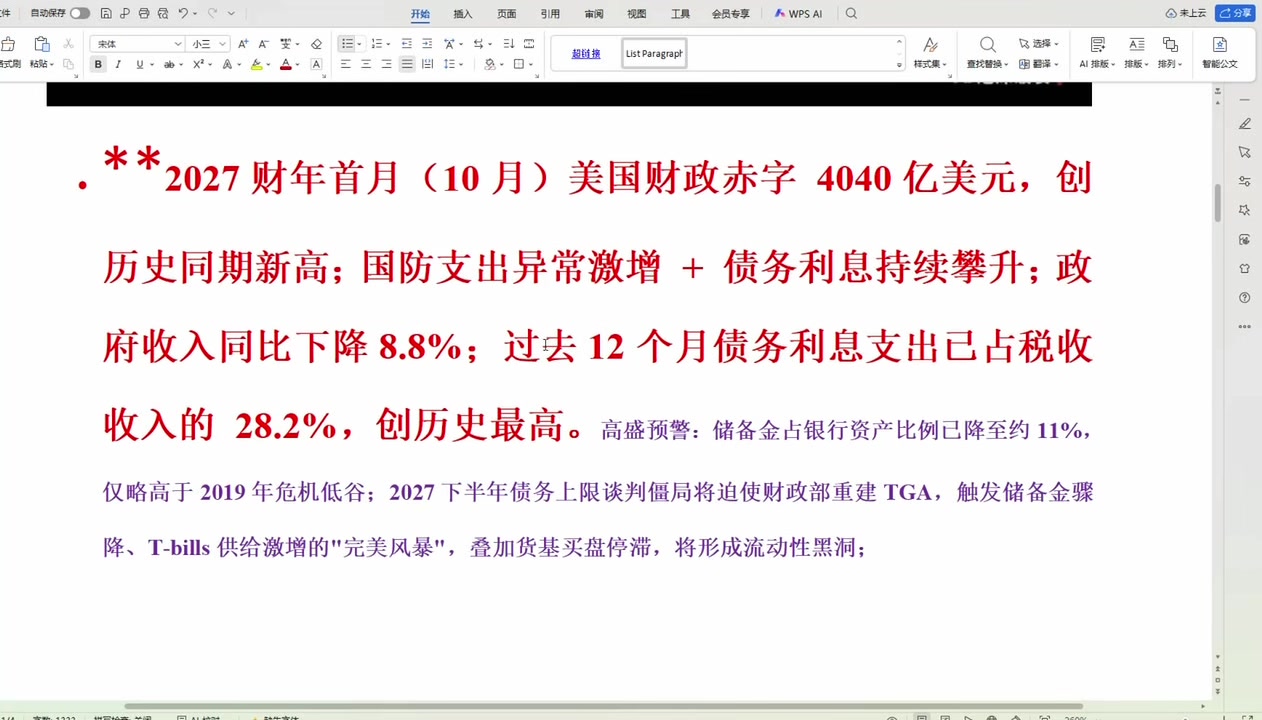 自动保存
开始 插入 页面 引用 审阅 视图 工具 会员专享 WPS AI
未上云 分享
宋体 小三
粘贴
B I U ab X² A A A
超链接 List Paragraph
样式集 查找替换 选择 翻译 AI 排版 排版 排列 智能公文
. **2027 财年首月（10 月）美国财政赤字 4040 亿美元，创
历史同期新高；国防支出异常激增 + 债务利息持续攀升；政
府收入同比下降 8.8%；过去 12 个月债务利息支出已占税收
收入的 28.2%，创历史最高。高盛预警：储备金占银行资产比例已降至约 11%，
仅略高于 2019 年危机低谷；2027 下半年债务上限谈判僵局将迫使财政部重建 TGA，触发储备金骤
降、T-bills 供给激增的"完美风暴"，叠加货基买盘停滞，将形成流动性黑洞；